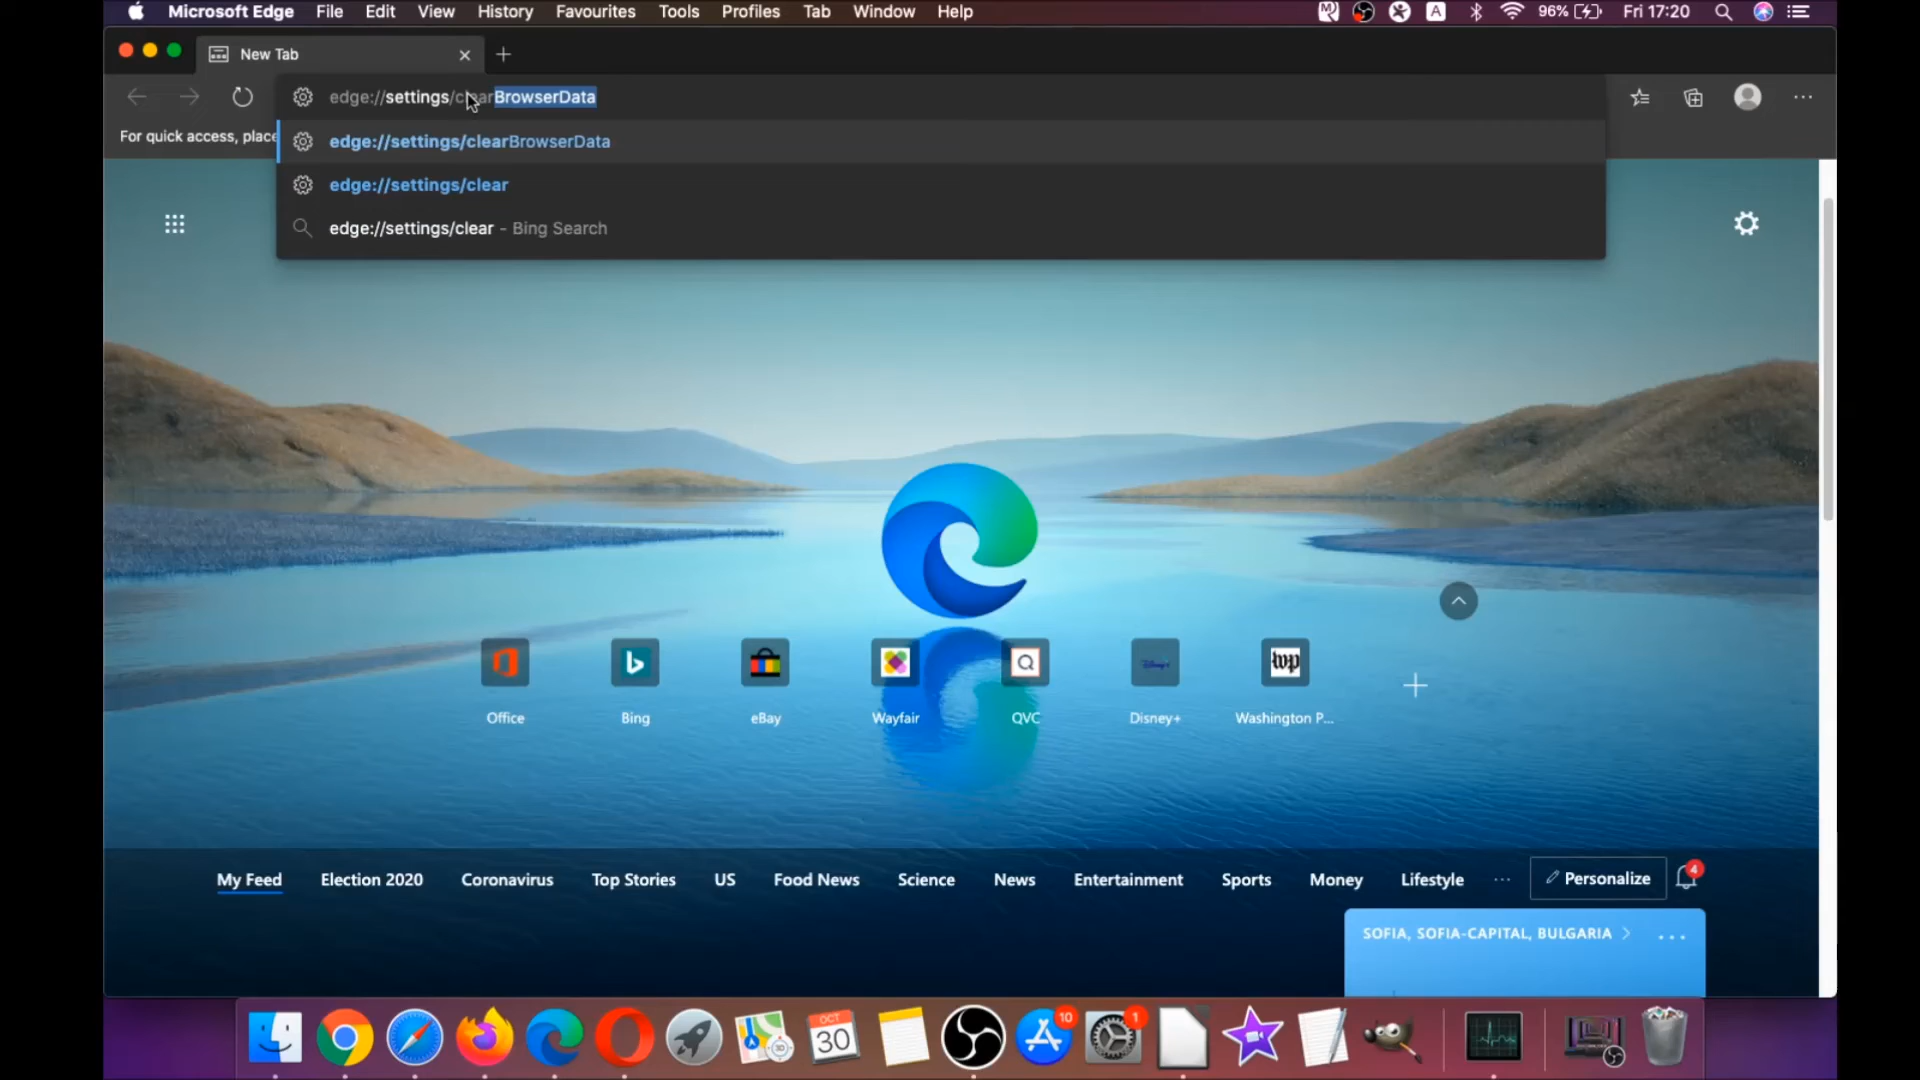 Microsoft Edge File Edit View History Favourites Tools Profiles Tab Window Help A 96% Fri 17:20
New Tab
edge://settings/clearBrowserData
For quick access, place
edge://settings/clearBrowserData
edge://settings/clear
edge://settings/clear - Bing Search
Office Bing eBay Wayfair QVC Disney+ Washington P...
My Feed Election 2020 Coronavirus Top Stories US Food News Science News Entertainment Sports Money Lifestyle ... Personalize 4
SOFIA, SOFIA-CAPITAL, BULGARIA
OCT
30
10
1